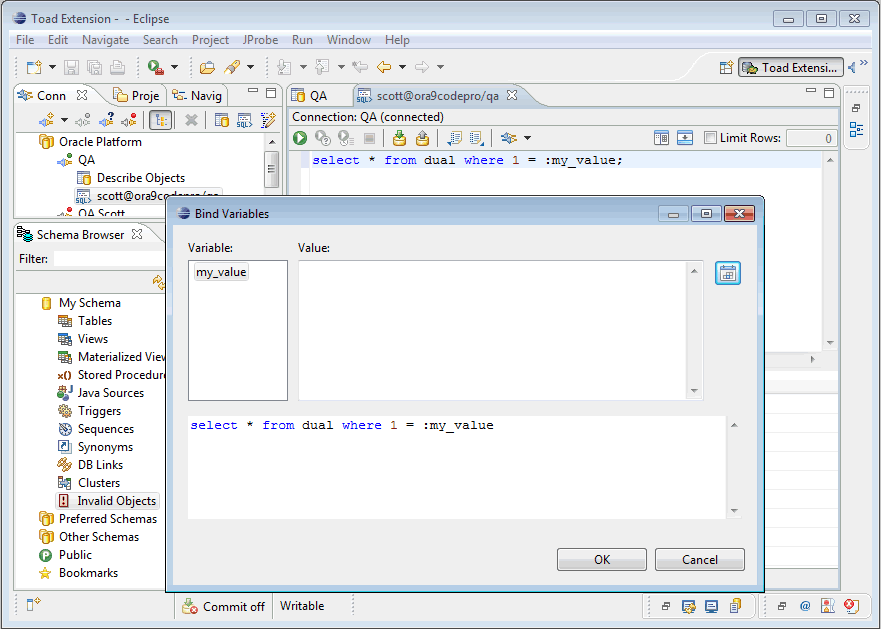 Toad Extension - - Eclipse
File Edit Navigate Search Project JProbe Run Window Help
Toad Extensi...
Conn Proje Navig
QA scott@ora9codepro/qa
Connection: QA (connected)
Limit Rows: 0
Oracle Platform
QA
Describe Objects
scott@ora9codepro/qa
QA Scott
select * from dual where 1 = :my_value;
Schema Browser
Filter:
My Schema
Tables
Views
Materialized View
Stored Procedure
Java Sources
Triggers
Sequences
Synonyms
DB Links
Clusters
Invalid Objects
Preferred Schemas
Other Schemas
Public
Bookmarks
Bind Variables
Variable: Value:
my_value
select * from dual where 1 = :my_value
OK Cancel
Commit off Writable